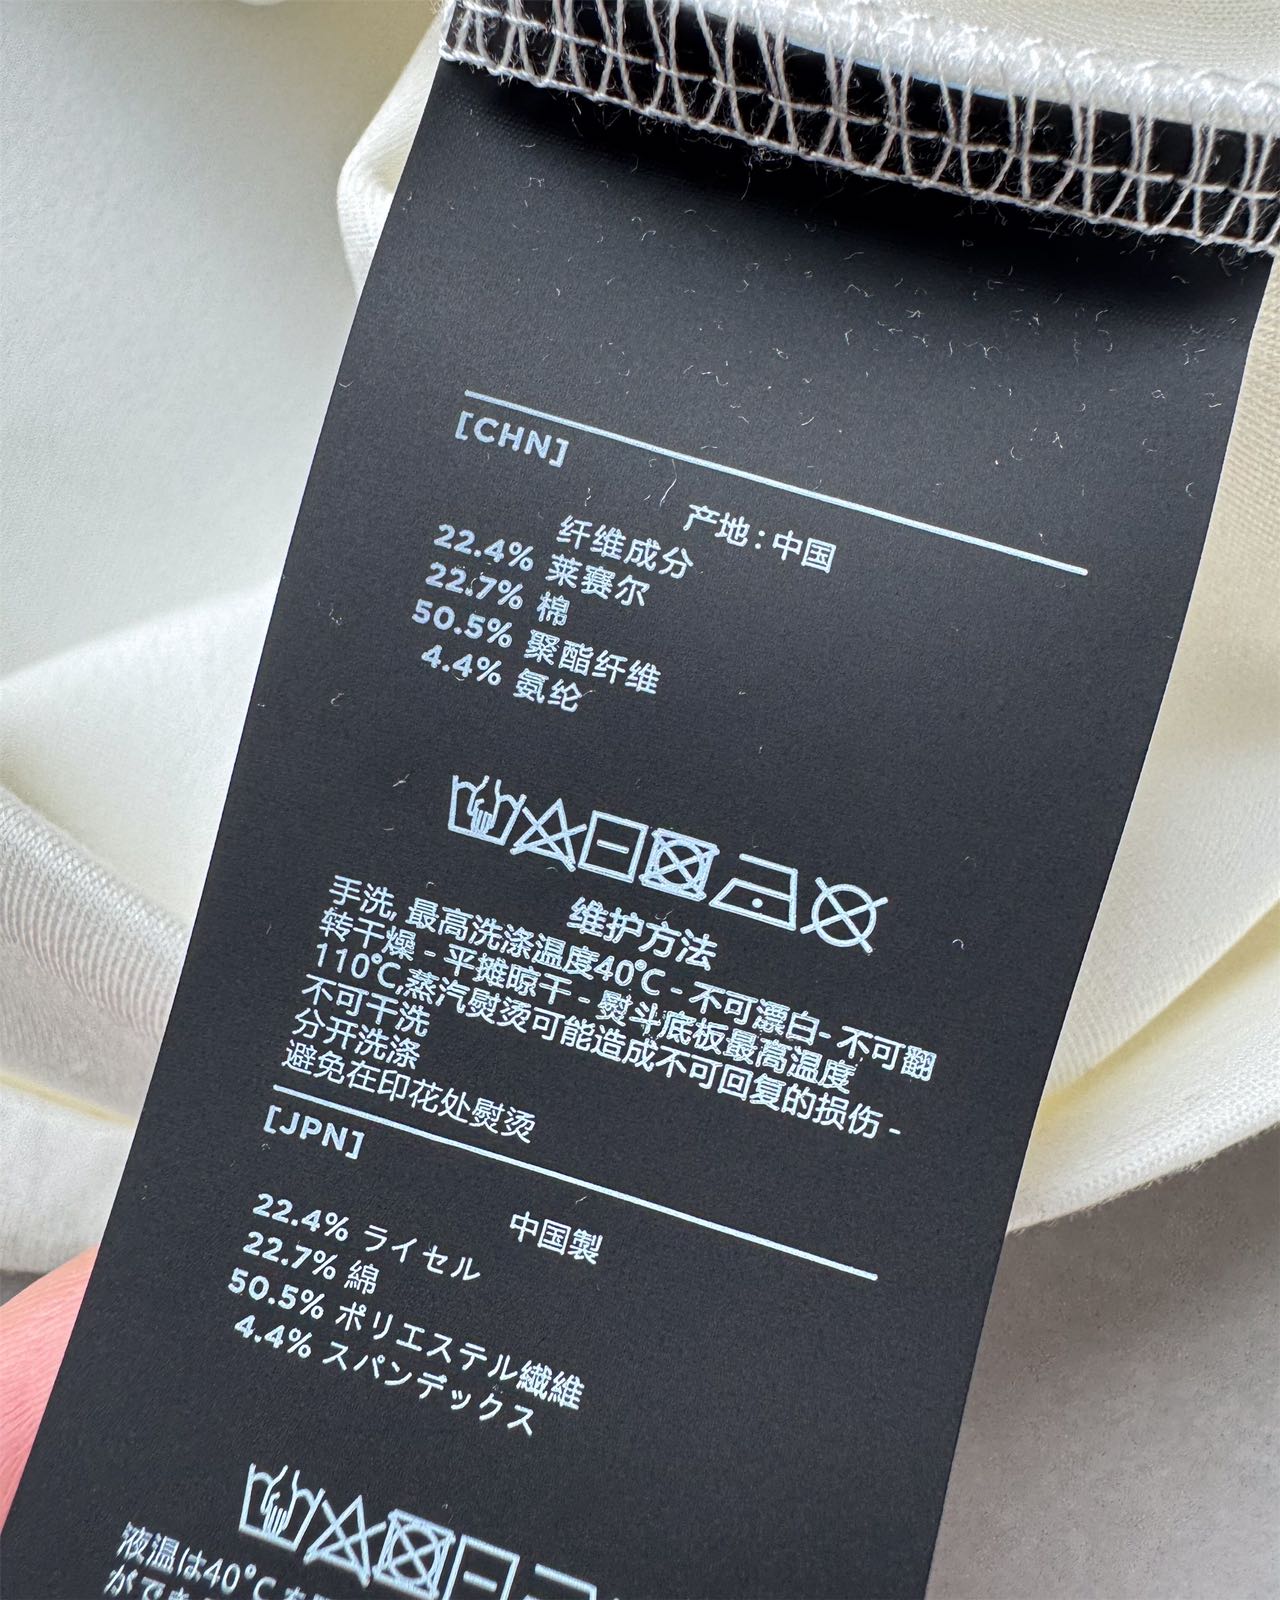 [CHN]
产地:中国
纤维成分
22.4% 莱赛尔
22.7% 棉
50.5% 聚酯纤维
4.4% 氨纶
维护方法
手洗, 最高洗涤温度40℃ - 不可漂白- 不可翻
转干燥 - 平摊晾干 - 熨斗底板最高温度
110℃,蒸汽熨烫可能造成不可回复的损伤 -
不可干洗
分开洗涤
避免在印花处熨烫
[JPN]
中国製
22.4% ライセル
22.7% 綿
50.5% ポリエステル繊維
4.4% スパンデックス
液温は40℃を
ができ